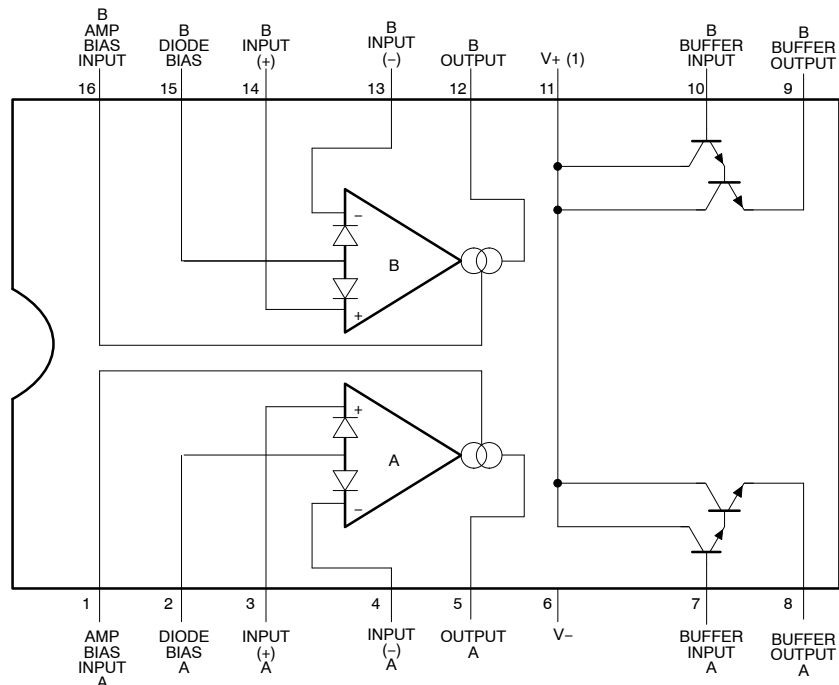 B
AMP
BIAS
INPUT
B
DIODE
BIAS
B
INPUT
(+)
B
INPUT
(−)
B
OUTPUT
V+ (1)
B
BUFFER
INPUT
B
BUFFER
OUTPUT
16
15
14
13
12
11
10
9
−
B
+
+
A
−
1
2
3
4
5
6
7
8
AMP
BIAS
INPUT
A
DIODE
BIAS
A
INPUT
(+)
A
INPUT
(−)
A
OUTPUT
A
V−
BUFFER
INPUT
A
BUFFER
OUTPUT
A